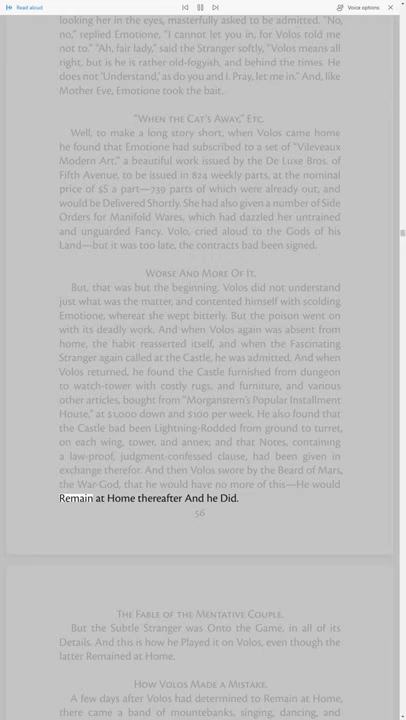 Read aloud
Voice options
looking her in the eyes, masterfully asked to be admitted. "No,
no," replied Emotione, "I cannot let you in, for Volos told me
not to." "Ah, fair lady," said the Stranger softly, "Volos means all
right, but is he is rather old-fogyish, and behind the times. He
does not 'Understand,' as do you and I. Pray, let me in." And, like
Mother Eve, Emotione took the bait.
"When the Cat's Away," Etc.
Well, to make a long story short, when Volos came home
he found that Emotione had subscribed to a set of "Vileveaux
Modern Art," a beautiful work issued by the De Luxe Bros. of
Fifth Avenue, to be issued in 824 weekly parts, at the nominal
price of $S a part—739 parts of which were already out, and
would be Delivered Shortly. She had also given a number of Side
Orders for Manifold Wares, which had dazzled her untrained
and unguarded Fancy. Volo, cried aloud to the Gods of his
Land—but it was too late, the contracts bad been signed.
Worse And More Of It.
But, that was but the beginning. Volos did not understand
just what was the matter, and contented himself with scolding
Emotione, whereat she wept bitterly. But the poison went on
with its deadly work. And when Volos again was absent from
home, the habit reasserted itself, and when the Fascinating
Stranger again called at the Castle, he was admitted. And when
Volos returned, he found the Castle furnished from dungeon
to watch-tower with costly rugs, and furniture, and various
other articles, bought from "Morganstern's Popular Installment
House," at $1,000 down and $100 per week. He also found that
the Castle bad been Lightning-Rodded from ground to turret,
on each wing, tower, and annex; and that Notes, containing
a law-proof, judgment-confessed clause, had been given in
exchange therefor. And then Volos swore by the Beard of Mars,
the War-God, that he would have no more of this—He would
Remain at Home thereafter And he Did.
56
The Fable of the Mentative Couple.
But the Subtle Stranger was Onto the Game, in all of its
Details. And this is how he Played it on Volos, even though the
latter Remained at Home.
How Volos Made a Mistake.
A few days after Volos had determined to Remain at Home,
there came a band of mountebanks, singing, dancing, and